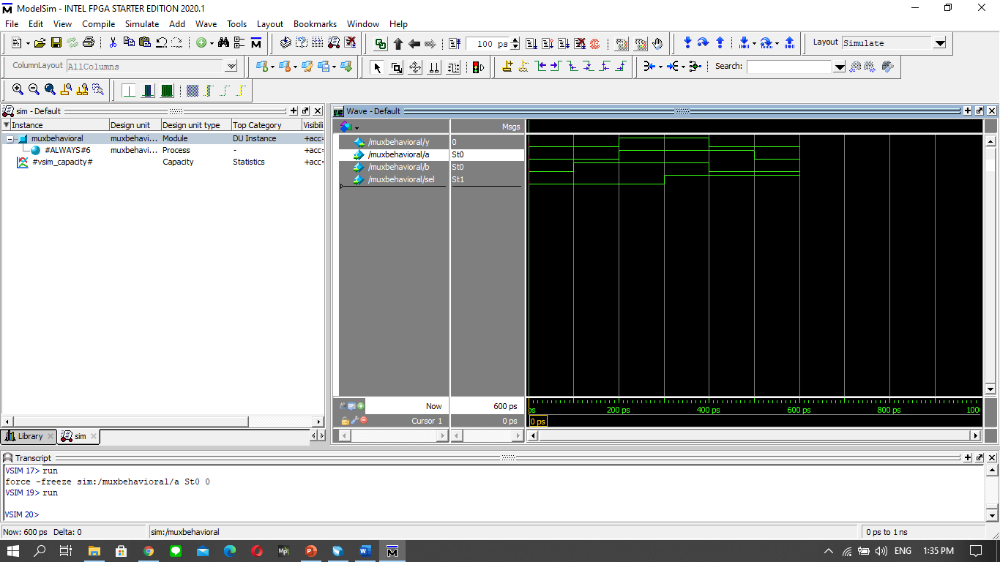 ModelSim - INTEL FPGA STARTER EDITION 2020.1
File Edit View Compile Simulate Add Wave Tools Layout Bookmarks Window Help
100 ps
Layout Simulate
ColumnLayout AllColumns
Search:
sim - Default
Instance Design unit Design unit type Top Category Visibili
muxbehavioral muxbehavi... Module DU Instance +acc=
#ALWAYS#6 muxbehavi... Process - +acc=
#vsim_capacity# Capacity Statistics +acc=
Library
sim
Wave - Default
Msgs
/muxbehavioral/y 0
/muxbehavioral/a St0
/muxbehavioral/b St0
/muxbehavioral/sel St1
Now 600 ps
ps 200 ps 400 ps 600 ps 800 ps 1000
Cursor 1 0 ps
0 ps
Transcript
VSIM 17> run
force -freeze sim:/muxbehavioral/a St0 0
VSIM 19> run
VSIM 20>
Now: 600 ps Delta: 0
sim:/muxbehavioral
0 ps to 1 ns
ENG 1:35 PM